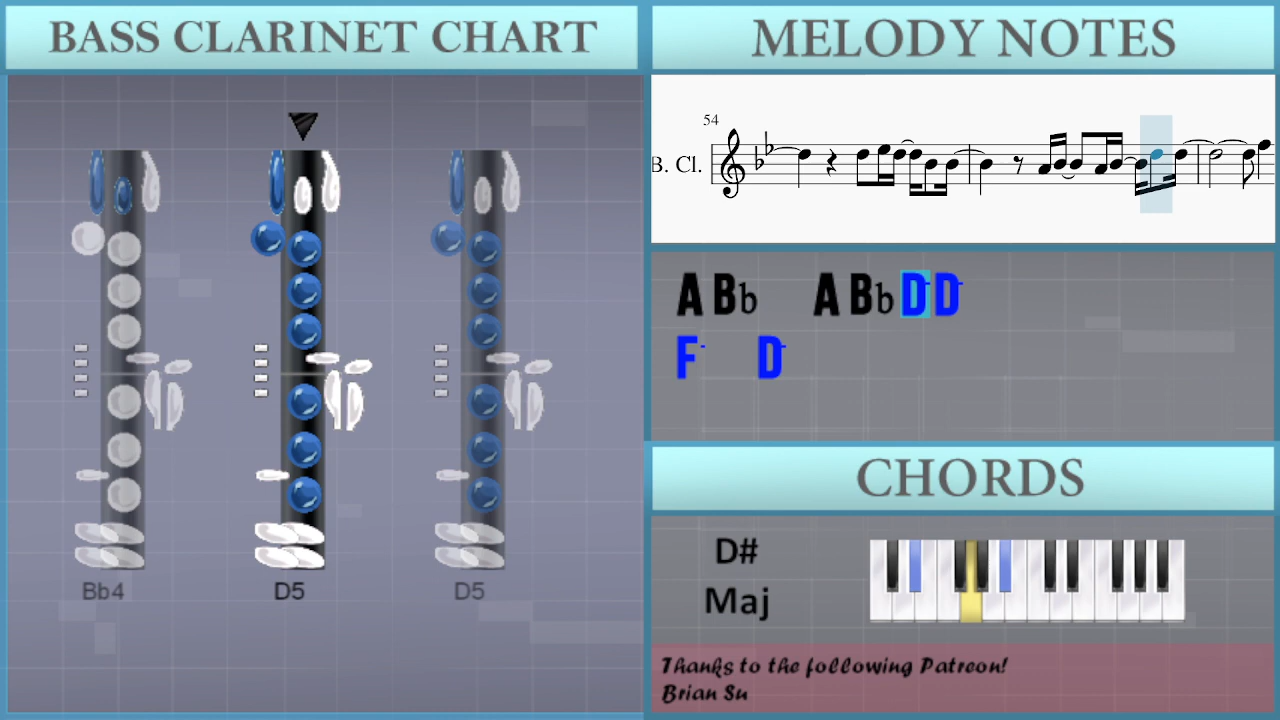 BASS CLARINET CHART
Bb4
D5
D5
MELODY NOTES
54
B. Cl.
A Bb A Bb D D
F D
CHORDS
D#
Maj
Thanks to the following Patreon!
Brian Su